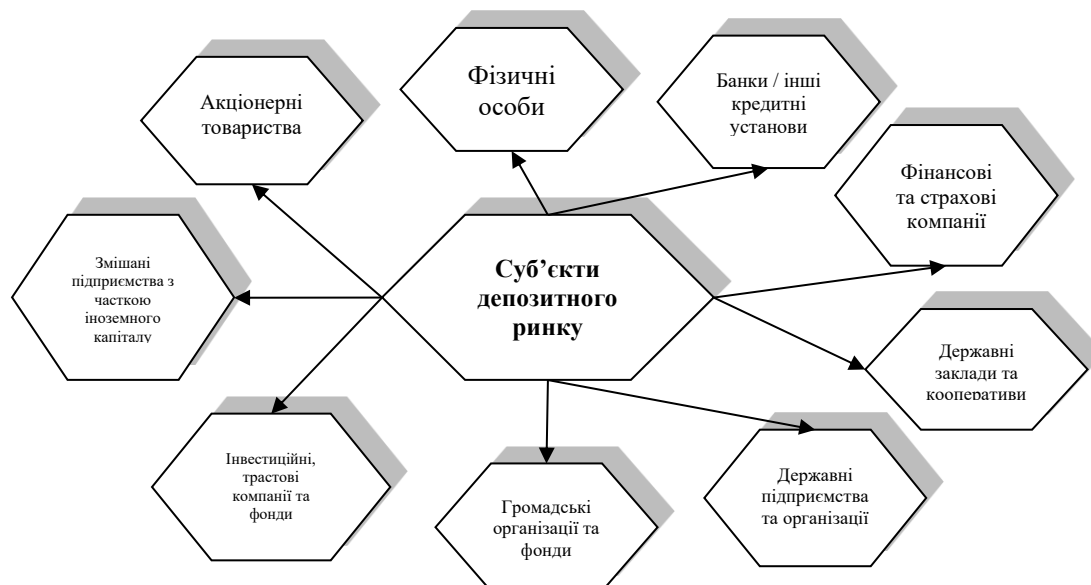 Акціонерні
товариства
Фізичні
особи
Банки / інші
кредитні
установи
Фінансові
та страхові
компанії
Змішані
підприємства з
часткою
іноземного
капіталу
Суб’єкти
депозитного
ринку
Державні
заклади та
кооперативи
Інвестиційні,
трастові
компанії та
фонди
Громадські
організації та
фонди
Державні
підприємства
та організації